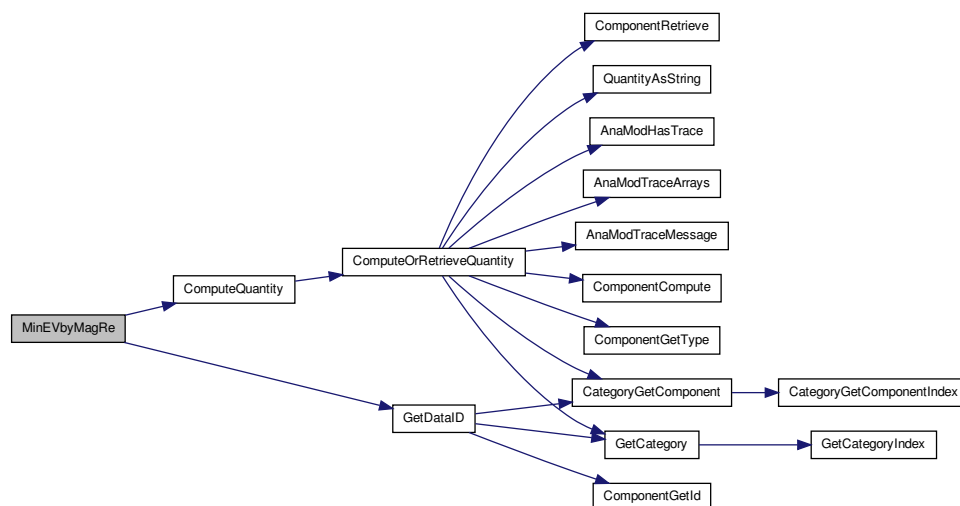 ComponentRetrieve
QuantityAsString
AnaModHasTrace
AnaModTraceArrays
AnaModTraceMessage
ComputeOrRetrieveQuantity
ComputeQuantity
ComponentCompute
MinEVbyMagRe
ComponentGetType
CategoryGetComponent
CategoryGetComponentIndex
GetDataID
GetCategory
GetCategoryIndex
ComponentGetId